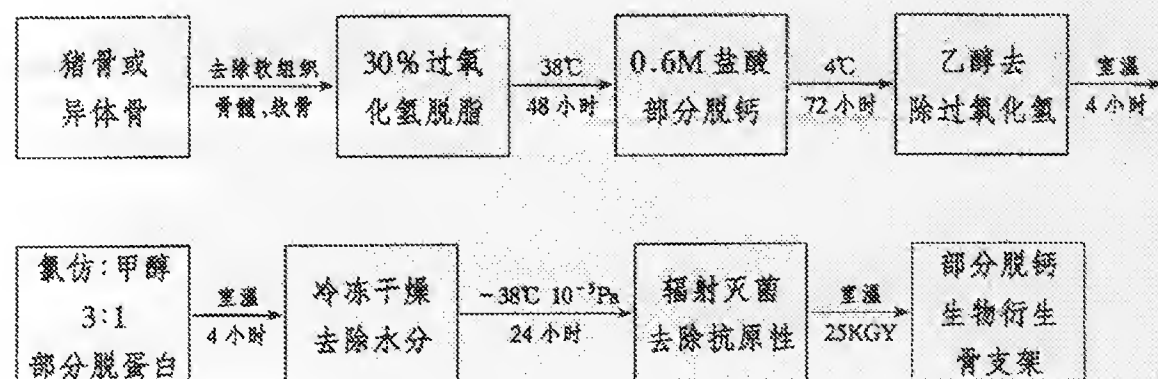 猪骨或
异体骨
去除软组织
骨髓,软骨
30%过氧
化氢脱脂
38℃
48小时
0.6M盐酸
部分脱钙
4℃
72小时
乙醇去
除过氧化氢
室温
4小时
氯仿:甲醇
3:1
部分脱蛋白
室温
4小时
冷冻干燥
去除水分
-38℃ 10⁻³Pa
24小时
辐射灭菌
去除抗原性
室温
25KGY
部分脱钙
生物衍生
骨支架